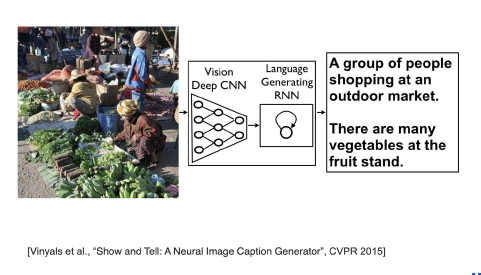 Vision
Deep CNN
Language
Generating
RNN
A group of people
shopping at an
outdoor market.
There are many
vegetables at the
fruit stand.
[Vinyals et al., “Show and Tell: A Neural Image Caption Generator”, CVPR 2015]